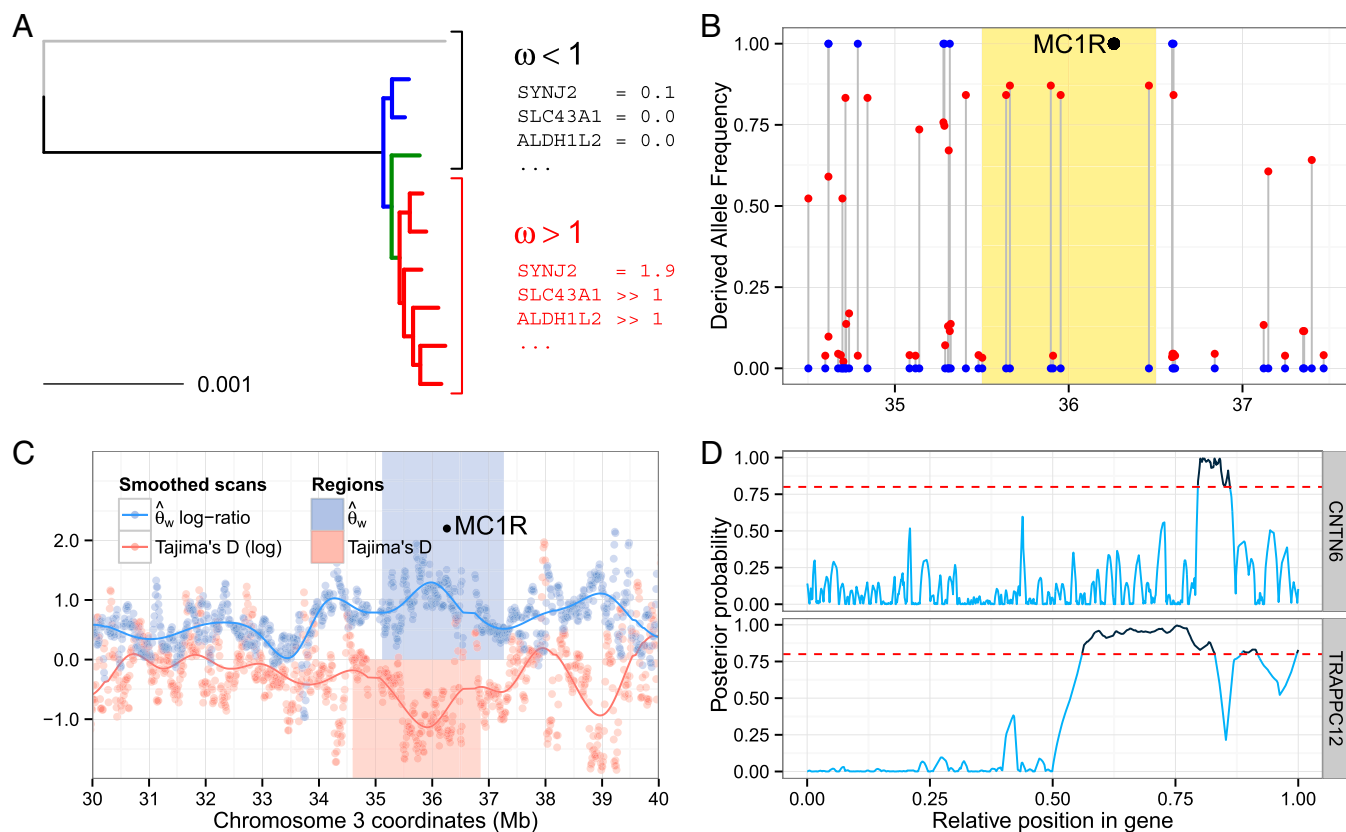 A
ω < 1
SYNJ2 = 0.1
SLC43A1 = 0.0
ALDH1L2 = 0.0
...
ω > 1
SYNJ2 = 1.9
SLC43A1 >> 1
ALDH1L2 >> 1
...
0.001
B
Derived Allele Frequency
1.00
0.75
0.50
0.25
0.00
MC1R
35
36
37
C
Smoothed scans
θ̂w log−ratio
Tajima's D (log)
Regions
θ̂w
Tajima's D
MC1R
2.0
1.0
0.0
−1.0
30 31 32 33 34 35 36 37 38 39 40
Chromosome 3 coordinates (Mb)
D
Posterior probability
1.00
0.75
0.50
0.25
0.00
CNTN6
1.00
0.75
0.50
0.25
0.00
TRAPPC12
0.00 0.25 0.50 0.75 1.00
Relative position in gene